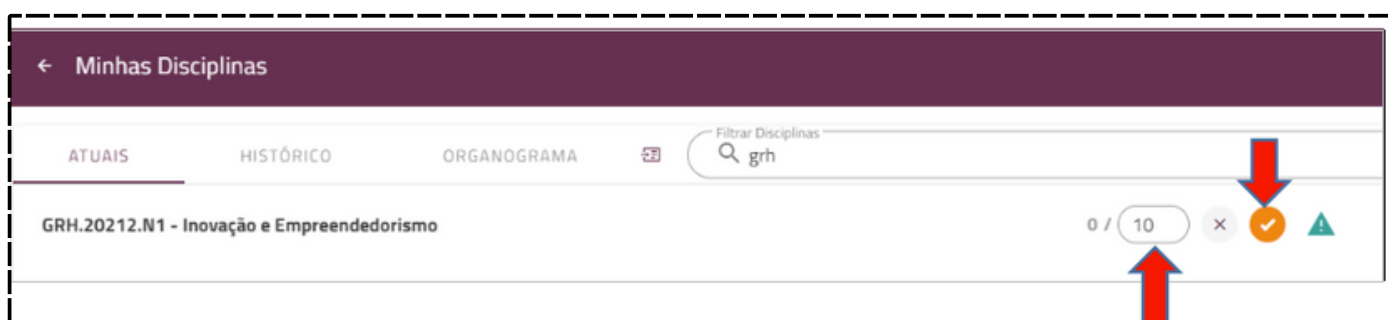 Minhas Disciplinas
ATUAIS HISTÓRICO ORGANOGRAMA
Filtrar Disciplinas
grh
GRH.20212.N1 - Inovação e Empreendedorismo 0 / 10